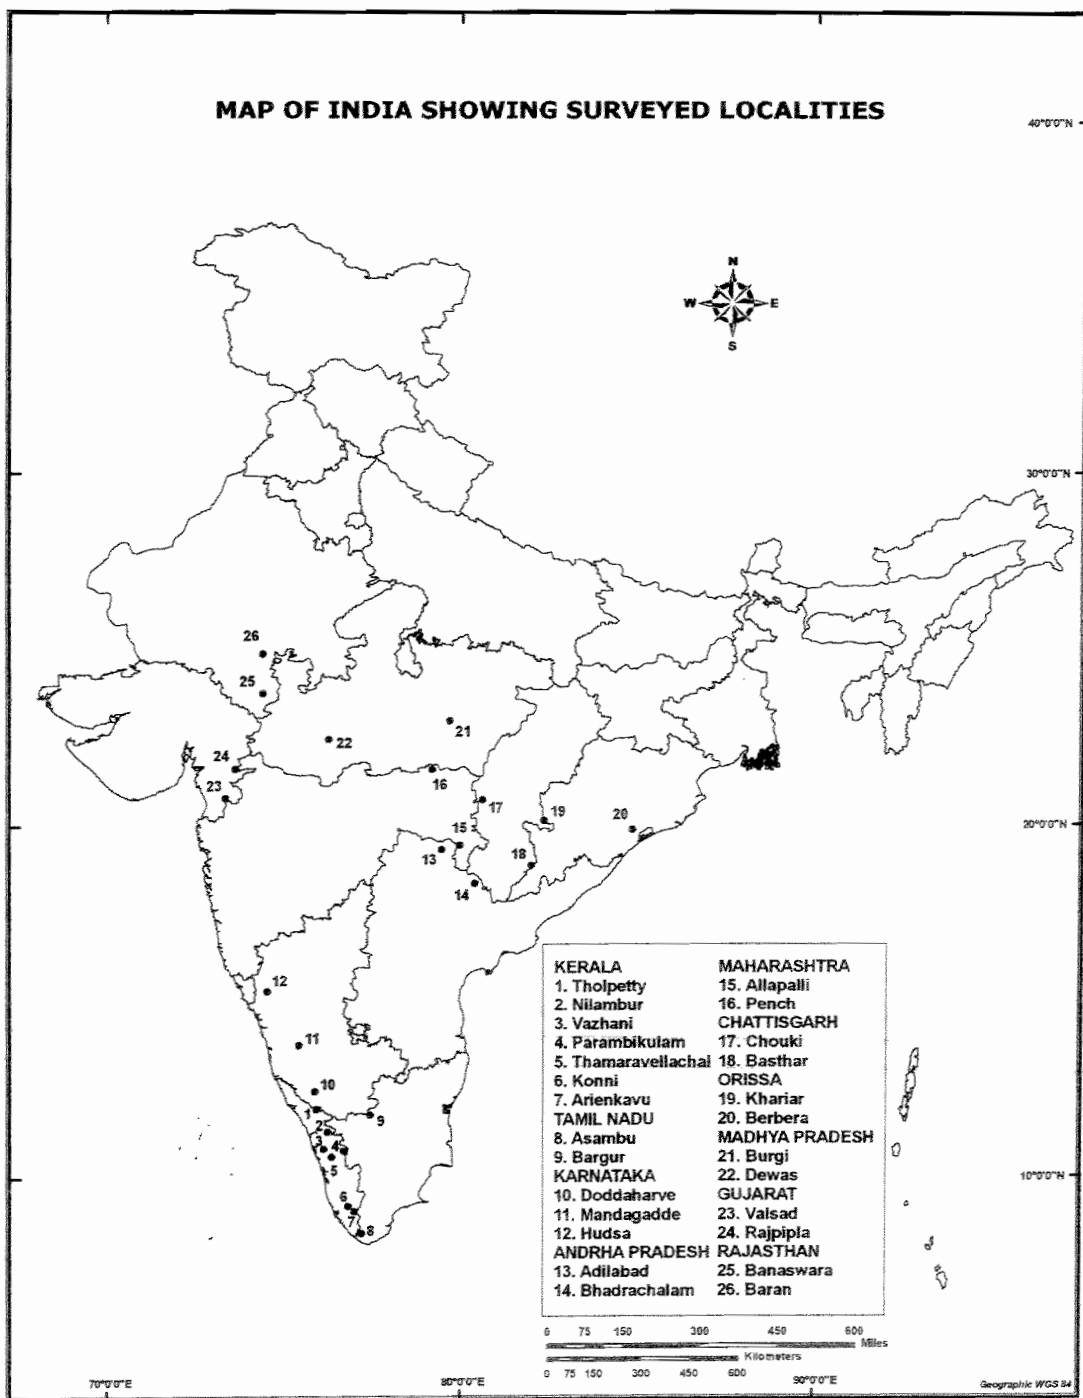 MAP OF INDIA SHOWING SURVEYED LOCALITIES
40°0'0"N
N
W E
S
30°0'0"N
26
25
21
22
24
16
23
17
19
20
20°0'0"N
15
13
18
14
12
11
10
1
9
2
3 4
5
10°0'0"N
6
7
8
KERALA
1. Tholpetty
2. Nilambur
3. Vazhani
4. Parambikulam
5. Thamaravellachal
6. Konni
7. Arienkavu
TAMIL NADU
8. Asambu
9. Bargur
KARNATAKA
10. Doddaharve
11. Mandagadde
12. Hudsa
ANDRHA PRADESH
13. Adilabad
14. Bhadrachalam
MAHARASHTRA
15. Allapalli
16. Pench
CHATTISGARH
17. Chouki
18. Basthar
ORISSA
19. Khariar
20. Berbera
MADHYA PRADESH
21. Burgi
22. Dewas
GUJARAT
23. Valsad
24. Rajpipla
RAJASTHAN
25. Banaswara
26. Baran
0 75 150 300 450 600
Miles
Kilometers
0 75 150 300 450 600
70°0'0"E 80°0'0"E 90°0'0"E
Geographic WGS 84